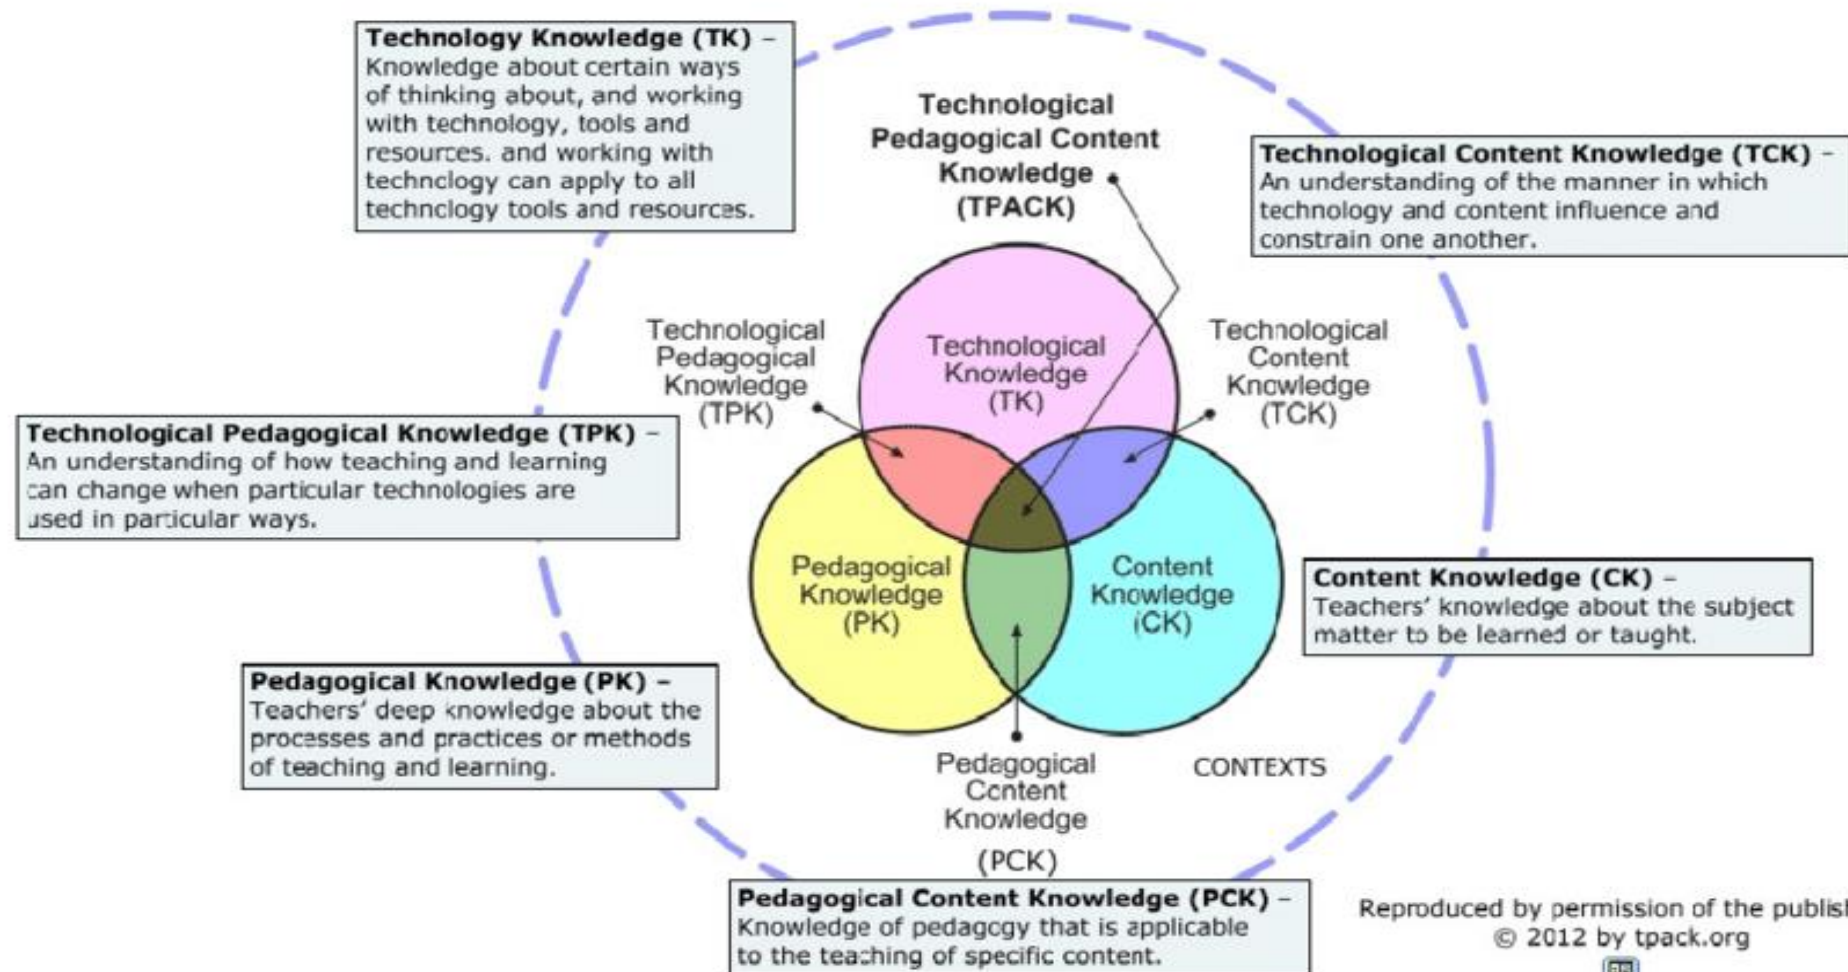 Technology Knowledge (TK) –
Knowledge about certain ways
of thinking about, and working
with technology, tools and
resources. and working with
technology can apply to all
technology tools and resources.
Technological
Pedagogical Content
Knowledge
(TPACK)
Technological Content Knowledge (TCK) –
An understanding of the manner in which
technology and content influence and
constrain one another.
Technological
Pedagogical
Knowledge
(TPK)
Technological
Knowledge
(TK)
Technological
Content
Knowledge
(TCK)
Technological Pedagogical Knowledge (TPK) –
An understanding of how teaching and learning
can change when particular technologies are
used in particular ways.
Pedagogical
Knowledge
(PK)
Content
Knowledge
(CK)
Content Knowledge (CK) –
Teachers’ knowledge about the subject
matter to be learned or taught.
Pedagogical Knowledge (PK) –
Teachers’ deep knowledge about the
processes and practices or methods
of teaching and learning.
Pedagogical
Content
Knowledge
(PCK)
CONTEXTS
Pedagogical Content Knowledge (PCK) –
Knowledge of pedagogy that is applicable
to the teaching of specific content.
Reproduced by permission of the publish
© 2012 by tpack.org